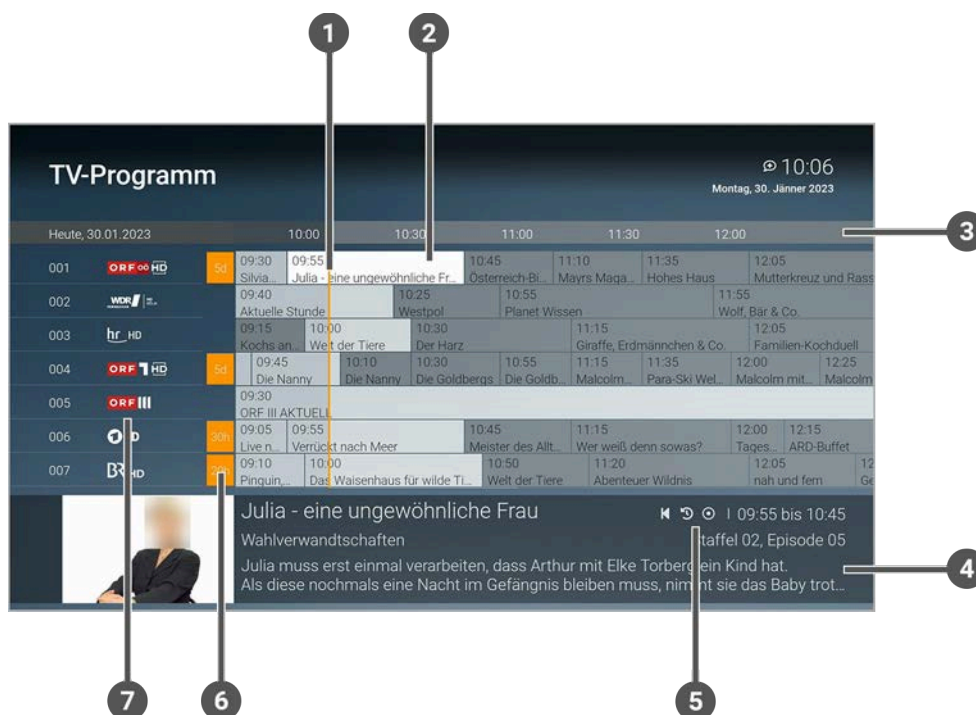 1 2
TV-Programm
10:06
Montag, 30. Jänner 2023
Heute, 30.01.2023 10:00 10:30 11:00 11:30 12:00
3
001 ORF HD 5d 09:30 09:55 10:45 11:10 11:35 12:05
Silvia... Julia - eine ungewöhnliche Fr... Österreich-Bi... Mayrs Maga... Hohes Haus Mutterkreuz und Rass
002 WDR 09:40 10:25 10:55 11:55
Aktuelle Stunde Westpol Planet Wissen Wolf, Bär & Co.
003 hr HD 09:15 10:00 10:30 11:15 12:05
Kochs an... Welt der Tiere Der Harz Giraffe, Erdmännchen & Co. Familien-Kochduell
004 ORF 1 HD 5d 09:45 10:10 10:30 10:55 11:15 11:35 12:00 12:25
Die Nanny Die Nanny Die Goldbergs Die Goldb... Malcolm... Para-Ski Wel... Malcolm mit... Malcolm
005 ORF III 09:30
ORF III AKTUELL
006 HD 30h 09:05 09:55 10:45 11:15 12:00 12:15
Live n... Verrückt nach Meer Meister des Allt... Wer weiß denn sowas? Tages... ARD-Buffet
007 BR HD 09:10 10:00 10:50 11:20 12:05 12
Pinguin,... Das Waisenhaus für wilde Ti... Welt der Tiere Abenteuer Wildnis nah und fern Ge
Julia - eine ungewöhnliche Frau 09:55 bis 10:45
Wahlverwandtschaften Staffel 02, Episode 05
Julia muss erst einmal verarbeiten, dass Arthur mit Elke Torberg ein Kind hat.
Als diese nochmals eine Nacht im Gefängnis bleiben muss, nimmt sie das Baby trot...
4
7 6 5